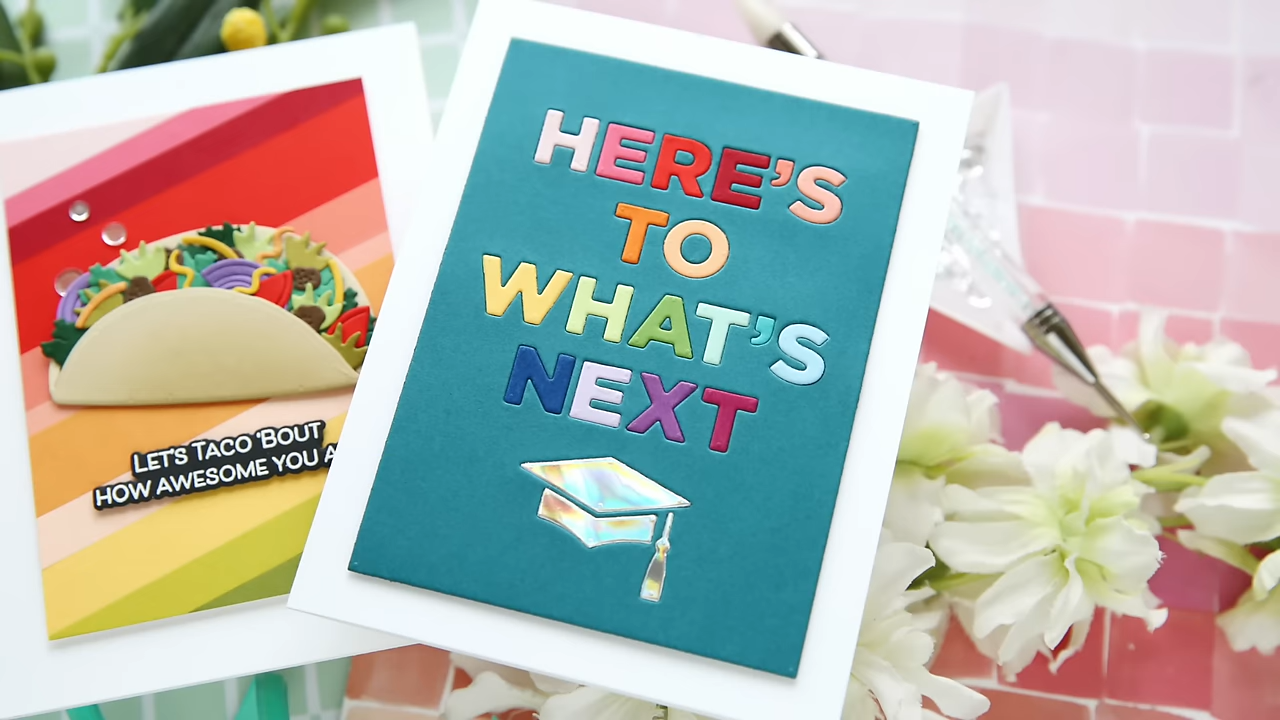 HERE'S
TO
WHAT'S
NEXT
LET'S TACO 'BOUT
HOW AWESOME YOU